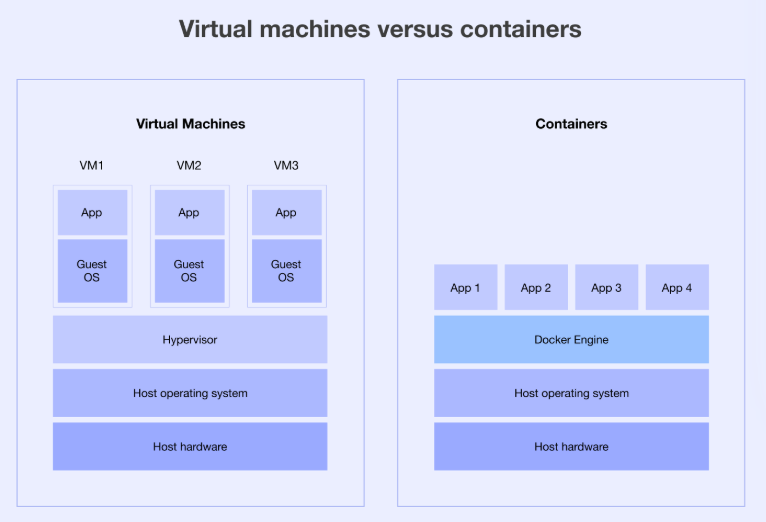 Virtual machines versus containers
Virtual Machines
VM1 VM2 VM3
App App App
Guest Guest Guest
OS OS OS
Hypervisor
Host operating system
Host hardware
Containers
App 1 App 2 App 3 App 4
Docker Engine
Host operating system
Host hardware